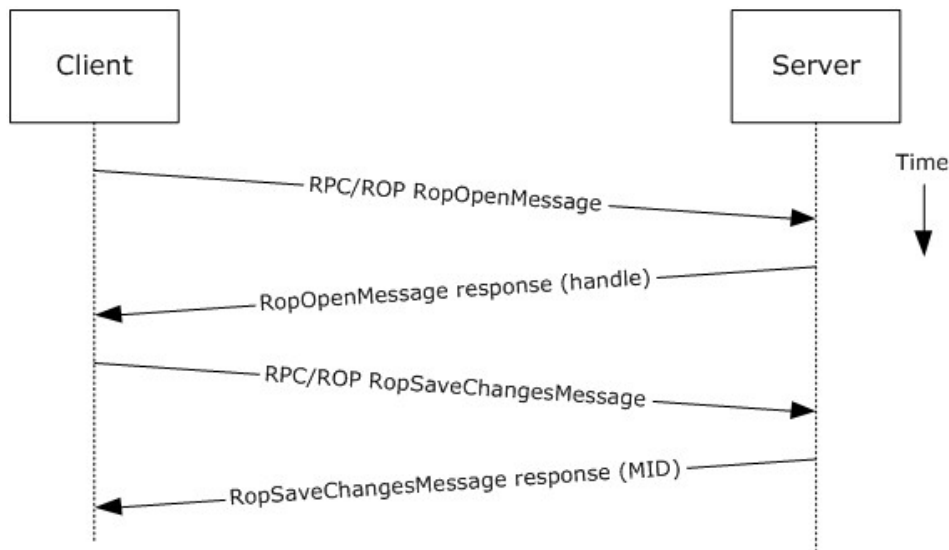 Client
Server
Time
RPC/ROP RopOpenMessage
RopOpenMessage response (handle)
RPC/ROP RopSaveChangesMessage
RopSaveChangesMessage response (MID)